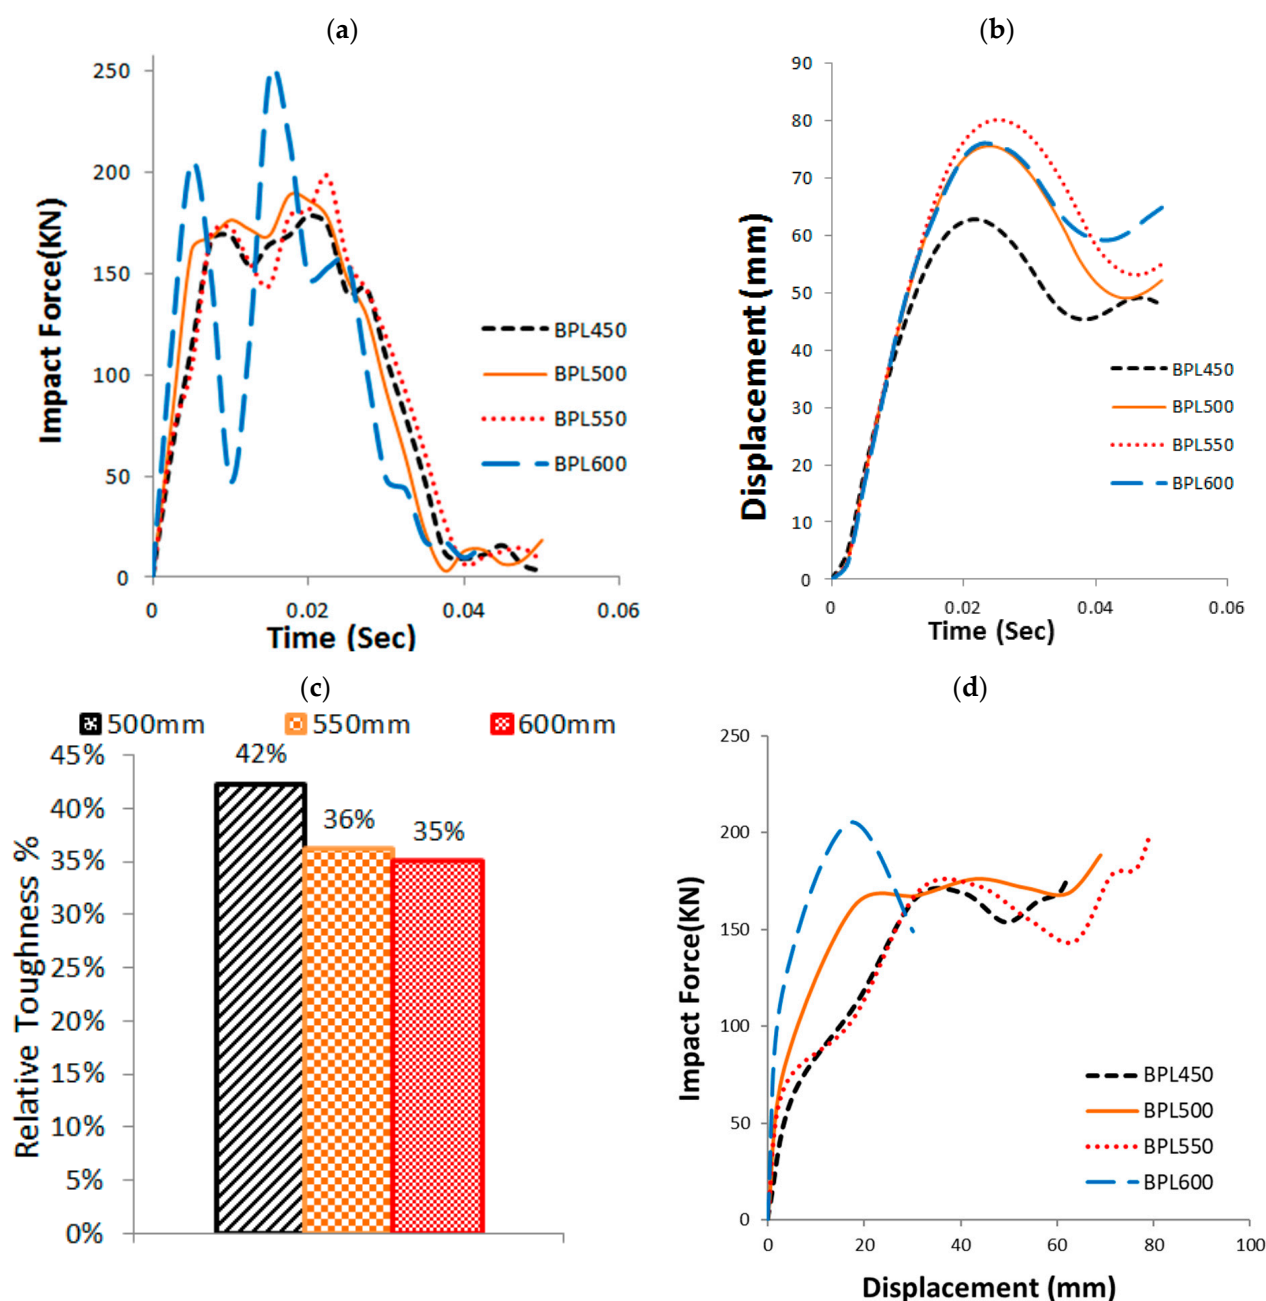 (a)
Impact Force(KN)
250
200
150
100
50
0
0 0.02 0.04 0.06
Time (Sec)
BPL450
BPL500
BPL550
BPL600
(b)
Displacement (mm)
90
80
70
60
50
40
30
20
10
0
0 0.02 0.04 0.06
Time (Sec)
BPL450
BPL500
BPL550
BPL600
(c)
500mm 550mm 600mm
Relative Toughness %
45%
40%
35%
30%
25%
20%
15%
10%
5%
0%
42%
36%
35%
(d)
Impact Force(KN)
250
200
150
100
50
0
0 20 40 60 80 100
Displacement (mm)
BPL450
BPL500
BPL550
BPL600